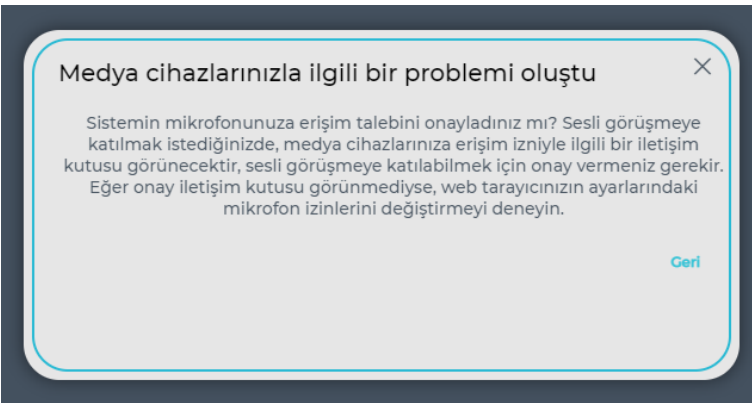 Medya cihazlarınızla ilgili bir problemi oluştu
Sistemin mikrofonunuza erişim talebini onayladınız mı? Sesli görüşmeye
katılmak istediğinizde, medya cihazlarınıza erişim izniyle ilgili bir iletişim
kutusu görünecektir, sesli görüşmeye katılabilmek için onay vermeniz gerekir.
Eğer onay iletişim kutusu görünmediyse, web tarayıcınızın ayarlarındaki
mikrofon izinlerini değiştirmeyi deneyin.
Geri